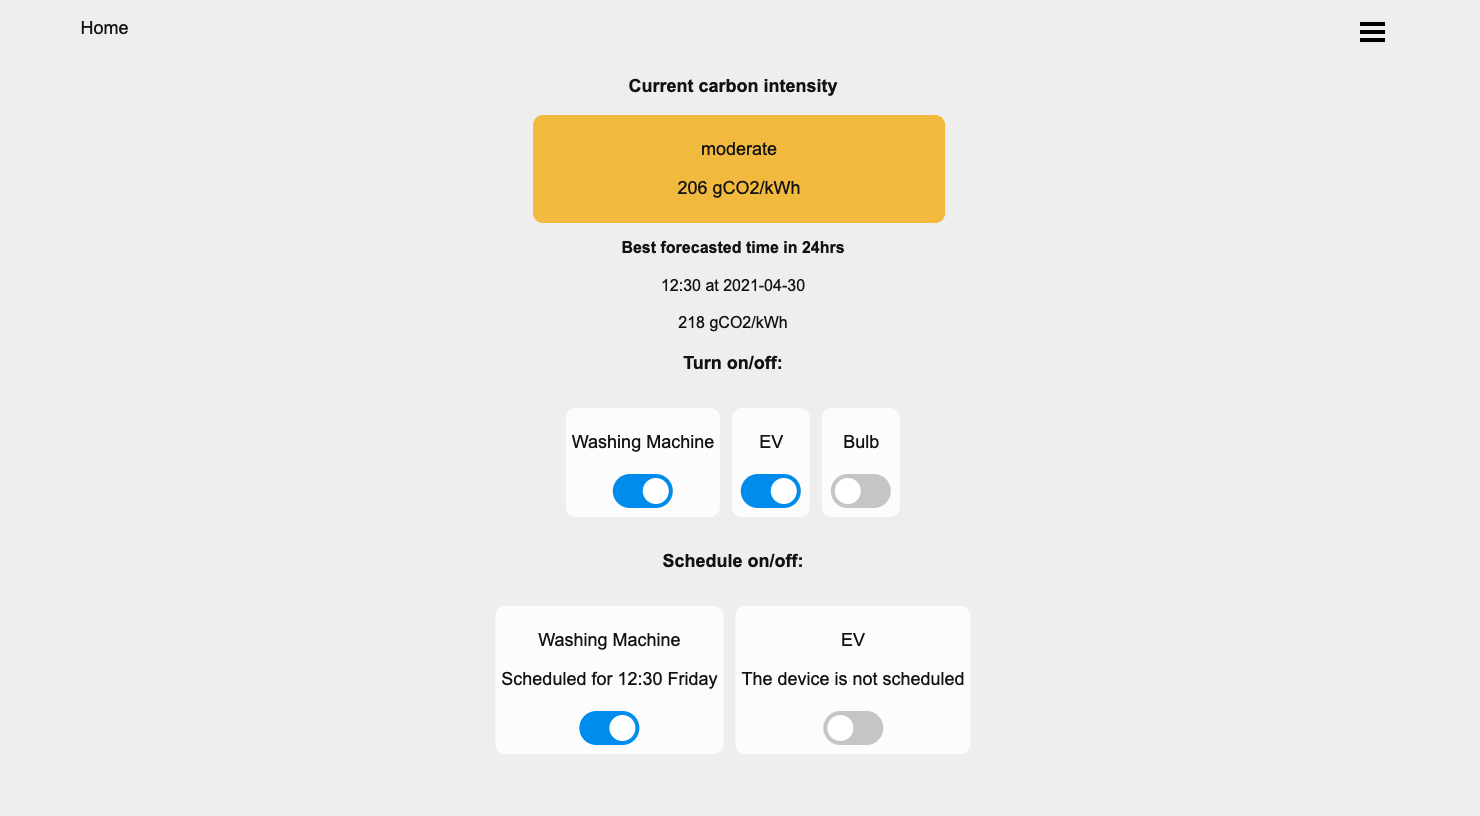 Home
Current carbon intensity
moderate
206 gCO2/kWh
Best forecasted time in 24hrs
12:30 at 2021-04-30
218 gCO2/kWh
Turn on/off:
Washing Machine
EV
Bulb
Schedule on/off:
Washing Machine
Scheduled for 12:30 Friday
EV
The device is not scheduled